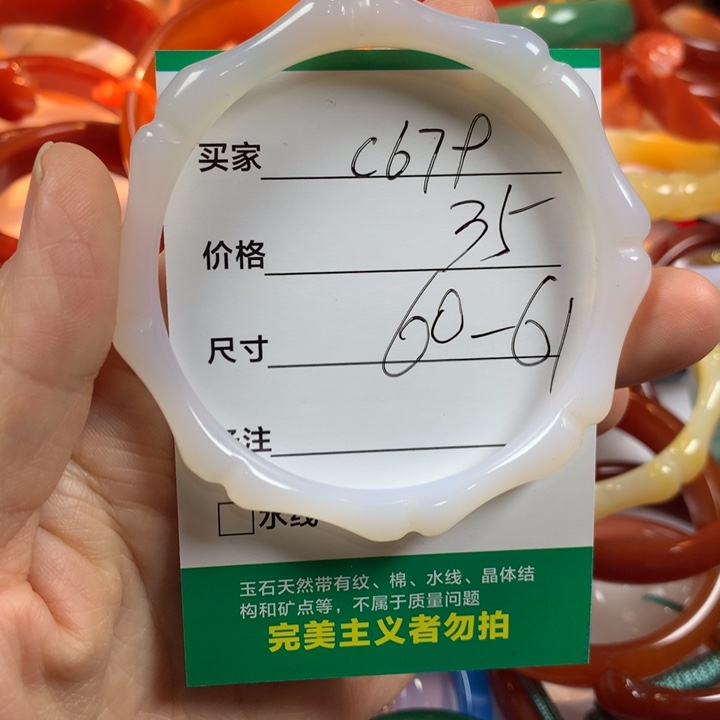 买家 c67P
价格 35
尺寸 60-61
备注
水线
玉石天然带有纹、棉、水线、晶体结
构和矿点等，不属于质量问题
完美主义者勿拍